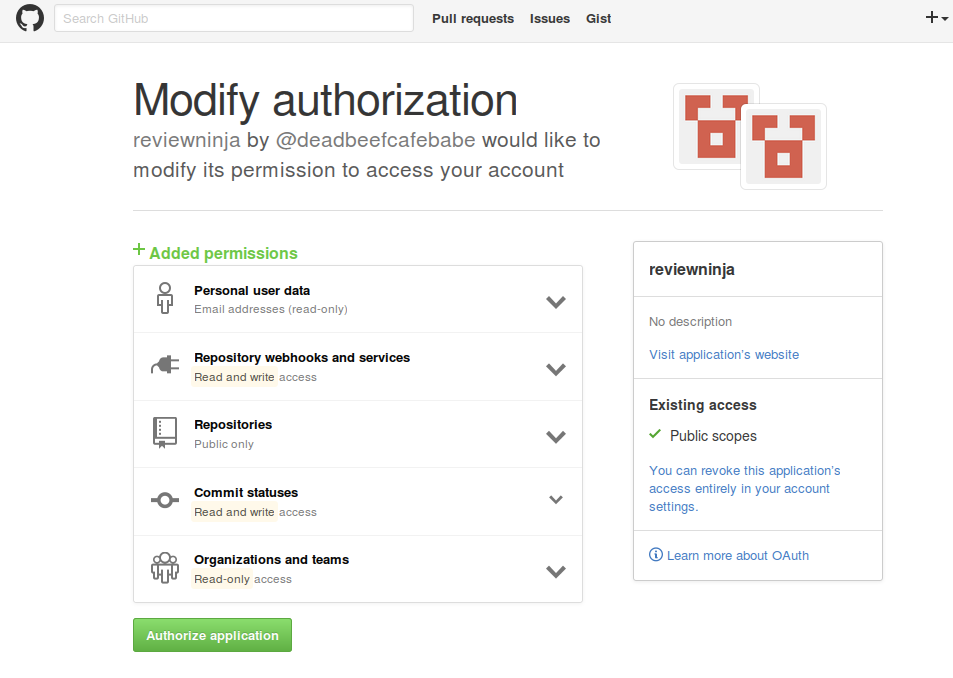 Search GitHub
Pull requests
Issues
Gist
Modify authorization
reviewninja by @deadbeefcafebabe would like to
modify its permission to access your account
Added permissions
Personal user data
Email addresses (read-only)
Repository webhooks and services
Read and write access
Repositories
Public only
Commit statuses
Read and write access
Organizations and teams
Read-only access
Authorize application
reviewninja
No description
Visit application's website
Existing access
Public scopes
You can revoke this application's
access entirely in your account
settings.
Learn more about OAuth